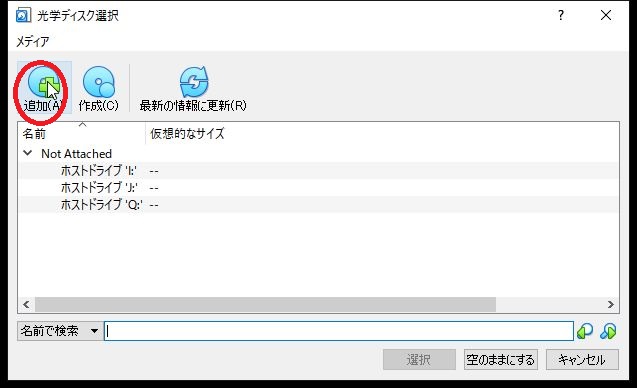 光学ディスク選択
メディア
追加(A)
作成(C)
最新の情報に更新(R)
名前
仮想的なサイズ
Not Attached
ホストドライブ 'I:' --
ホストドライブ 'J:' --
ホストドライブ 'Q:' --
名前で検索
選択
空のままにする
キャンセル